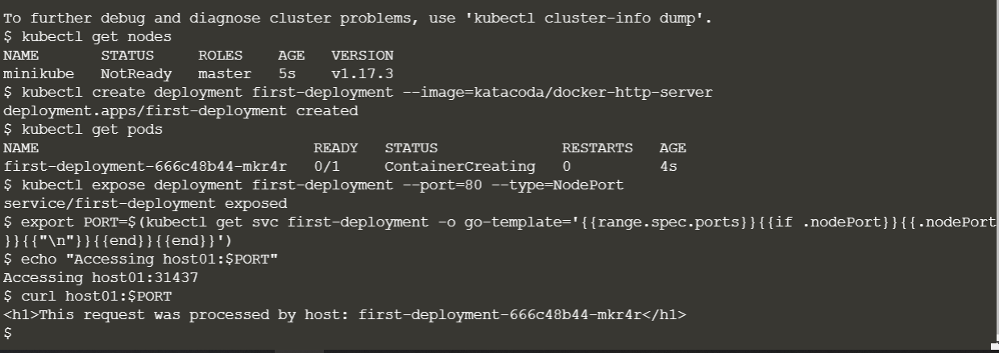 To further debug and diagnose cluster problems, use 'kubectl cluster-info dump'.
$ kubectl get nodes
NAME       STATUS     ROLES    AGE   VERSION
minikube   NotReady   master   5s    v1.17.3
$ kubectl create deployment first-deployment --image=katacoda/docker-http-server
deployment.apps/first-deployment created
$ kubectl get pods
NAME                               READY   STATUS              RESTARTS   AGE
first-deployment-666c48b44-mkr4r   0/1     ContainerCreating   0          4s
$ kubectl expose deployment first-deployment --port=80 --type=NodePort
service/first-deployment exposed
$ export PORT=$(kubectl get svc first-deployment -o go-template='{{range.spec.ports}}{{if .nodePort}}{{.nodePort
}}{{"\n"}}{{end}}{{end}}')
$ echo "Accessing host01:$PORT"
Accessing host01:31437
$ curl host01:$PORT
<h1>This request was processed by host: first-deployment-666c48b44-mkr4r</h1>
$